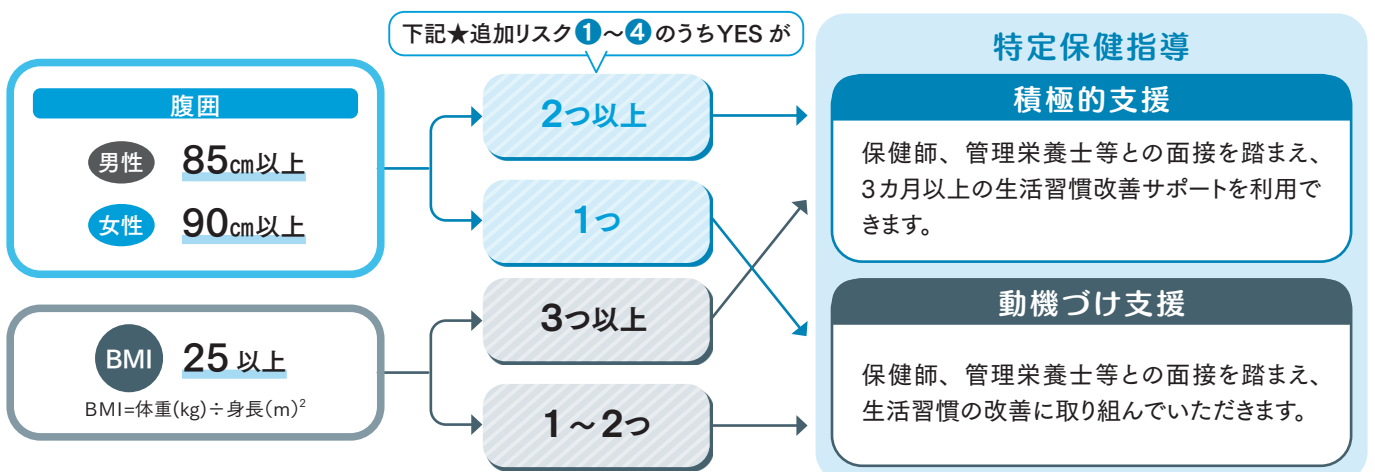 下記★追加リスク❶～❹のうちYES が
腹囲
男性 85cm以上
女性 90cm以上
BMI 25 以上
BMI=体重(kg)÷身長(m)²
2つ以上
1つ
3つ以上
1～2つ
特定保健指導
積極的支援
保健師、管理栄養士等との面接を踏まえ、
3カ月以上の生活習慣改善サポートを利用で
きます。
動機づけ支援
保健師、管理栄養士等との面接を踏まえ、
生活習慣の改善に取り組んでいただきます。